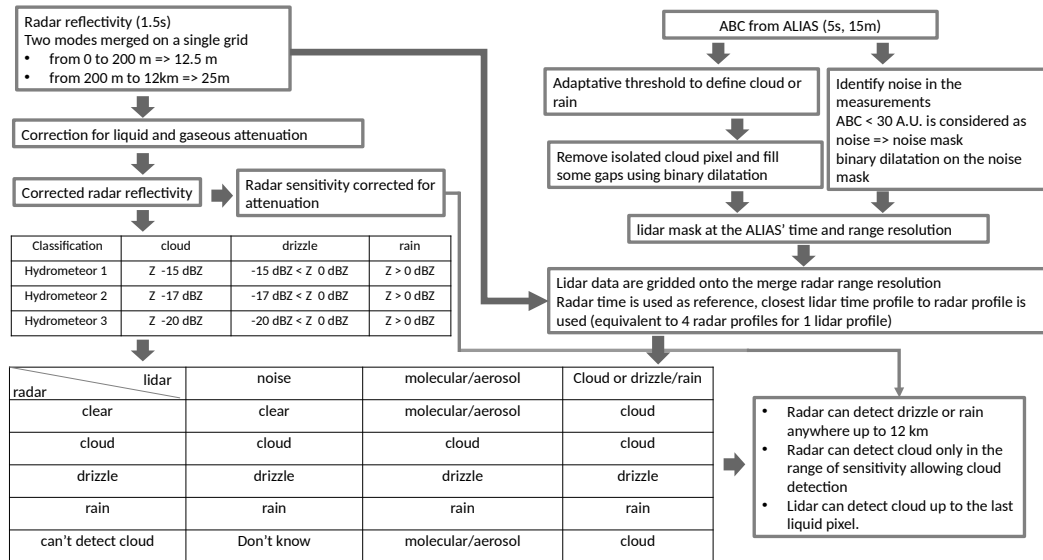 Radar reflectivity (1.5s)
Two modes merged on a single grid
• from 0 to 200 m => 12.5 m
• from 200 m to 12km => 25m
Correction for liquid and gaseous attenuation
Corrected radar reflectivity
Radar sensitivity corrected for
attenuation
Classification cloud drizzle rain
Hydrometeor 1 Z -15 dBZ -15 dBZ < Z 0 dBZ Z > 0 dBZ
Hydrometeor 2 Z -17 dBZ -17 dBZ < Z 0 dBZ Z > 0 dBZ
Hydrometeor 3 Z -20 dBZ -20 dBZ < Z 0 dBZ Z > 0 dBZ
ABC from ALIAS (5s, 15m)
Adaptative threshold to define cloud or
rain
Remove isolated cloud pixel and fill
some gaps using binary dilatation
Identify noise in the
measurements
ABC < 30 A.U. is considered as
noise => noise mask
binary dilatation on the noise
mask
lidar mask at the ALIAS' time and range resolution
Lidar data are gridded onto the merge radar range resolution
Radar time is used as reference, closest lidar time profile to radar profile is
used (equivalent to 4 radar profiles for 1 lidar profile)
lidar
radar
noise molecular/aerosol Cloud or drizzle/rain
clear clear molecular/aerosol cloud
cloud cloud cloud cloud
drizzle drizzle drizzle drizzle
rain rain rain rain
can't detect cloud Don't know molecular/aerosol cloud
• Radar can detect drizzle or rain
anywhere up to 12 km
• Radar can detect cloud only in the
range of sensitivity allowing cloud
detection
• Lidar can detect cloud up to the last
liquid pixel.